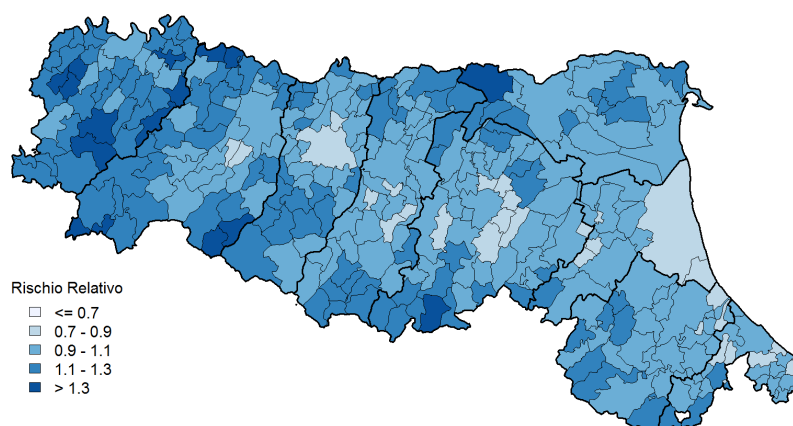 Rischio Relativo
<= 0.7
0.7 - 0.9
0.9 - 1.1
1.1 - 1.3
> 1.3